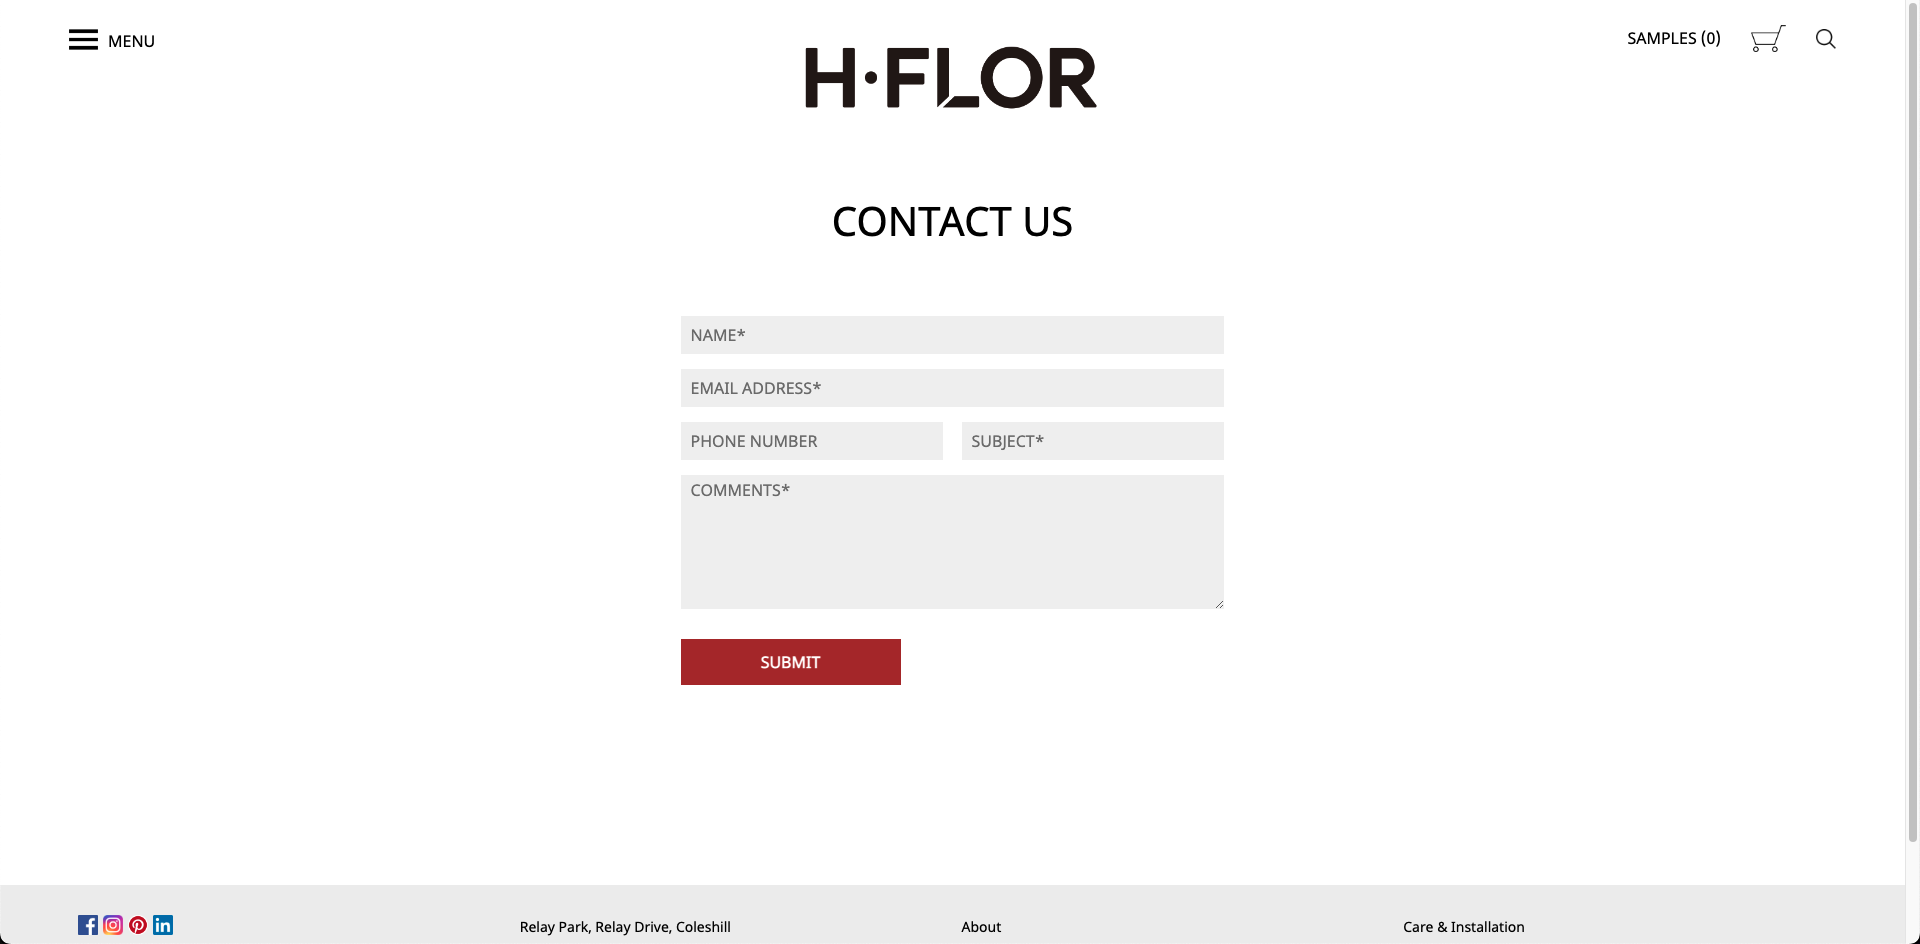 MENU
SAMPLES (0)
H·FLOR
CONTACT US
NAME*
EMAIL ADDRESS*
PHONE NUMBER
SUBJECT*
COMMENTS*
SUBMIT
Relay Park, Relay Drive, Coleshill
About
Care & Installation